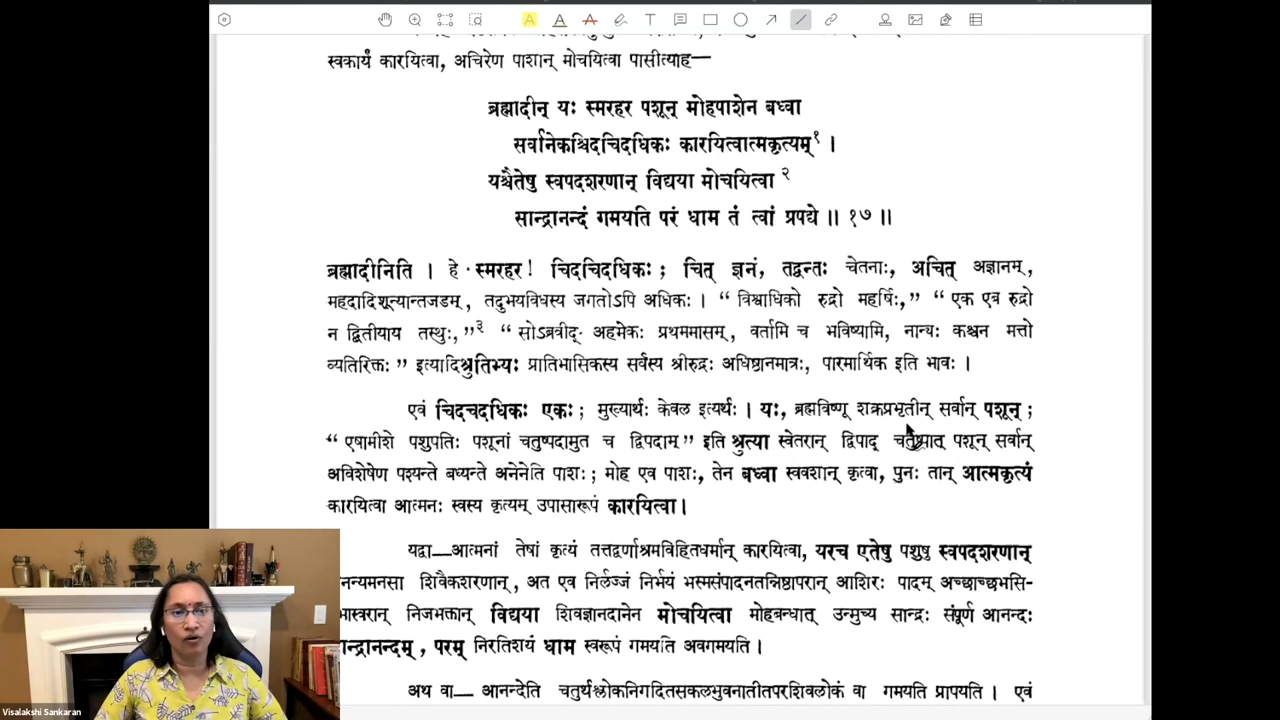 स्वकार्यं कारयित्वा, अचिरेण पाशान् मोचयित्वा पासीत्याह—
ब्रह्मादीन् यः स्मरहर पशून् मोहपाशेन बध्वा
सर्वानेकश्चिदचिदधिकः कारयित्वात्मकृत्यम्१ ।
यश्चैतेषु स्वपदशरणान् विद्यया मोचयित्वा २
सान्द्रानन्दं गमयति परं धाम तं त्वां प्रपद्ये ॥ १७ ॥
ब्रह्मादीनिति । हे स्मरहर! चिदचिदधिकः ; चित् ज्ञनं, तद्वन्तः चेतनाः, अचित् अज्ञानम्,
महदादिशून्यान्तजडम्, तदुभयविधस्य जगतोऽपि अधिकः । “ विश्वाधिको रुद्रो महर्षिः,” “ एक एव रुद्रो
न द्वितीयाय तस्थुः,”३ “ सोऽब्रवीद् अहमेकः प्रथममासम्, वर्तामि च भविष्यामि, नान्यः कश्चन मत्तो
व्यतिरिक्तः ” इत्यादिश्रुतिभ्यः प्रातिभासिकस्य सर्वस्य श्रीरुद्रः अधिष्ठानमात्रः, पारमार्थिक इति भावः ।
एवं चिदचदधिकः एकः; मुख्यार्थः केवल इत्यर्थः । यः, ब्रह्मविष्णू शक्रप्रभृतीन् सर्वान् पशून् ;
“ एषामीशे पशुपतिः पशूनां चतुष्पदामुत च द्विपदाम् ” इति श्रुत्या स्वेतरान् द्विपाद् चतुष्पात् पशून् सर्वान्
अविशेषेण पश्यन्ते बध्यन्ते अनेनेति पाशः ; मोह एव पाशः, तेन बध्वा स्ववशान् कृत्वा, पुनः तान् आत्मकृत्यं
कारयित्वा आत्मनः स्वस्य कृत्यम् उपासारूपं कारयित्वा ।
यद्वा—आत्मनां तेषां कृत्यं तत्तद्वर्णाश्रमविहितधर्मान् कारयित्वा, यरच एतेषु पशुषु स्वपदशरणान्
नन्यमनसा शिवैकशरणान्, अत एव निर्लज्जं निर्भयं भस्मसंपादनतन्निष्ठापरान् आशिरः पादम् अच्छाच्छभसि-
भास्वरान् निजभक्तान् विद्यया शिवज्ञानदानेन मोचयित्वा मोहबन्धात् उन्मुच्य सान्द्रः संपूर्ण आनन्दः
ान्द्रानन्दम्, परम् निरतिशयं धाम स्वरूपं गमयति अवगमयति ।
अथ वा— आनन्देति चतुर्थश्लोकनिगदितसकलभुवनातीतपरशिवलोकं वा गमयति प्रापयति । एवं
Visalakshi Sankaran